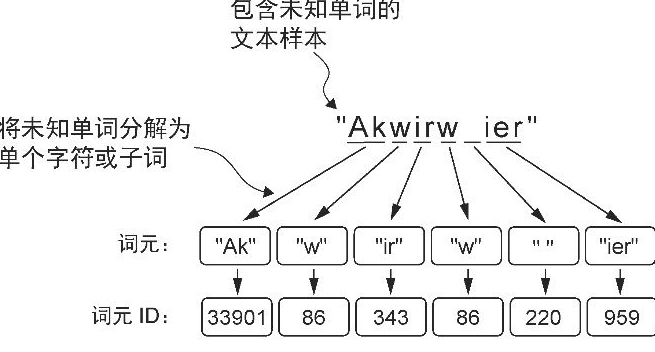 包含未知单词的
文本样本
"Akwirw ier"
将未知单词分解为
单个字符或子词
词元： "Ak" "w" "ir" "w" " " "ier"
词元 ID： 33901 86 343 86 220 959